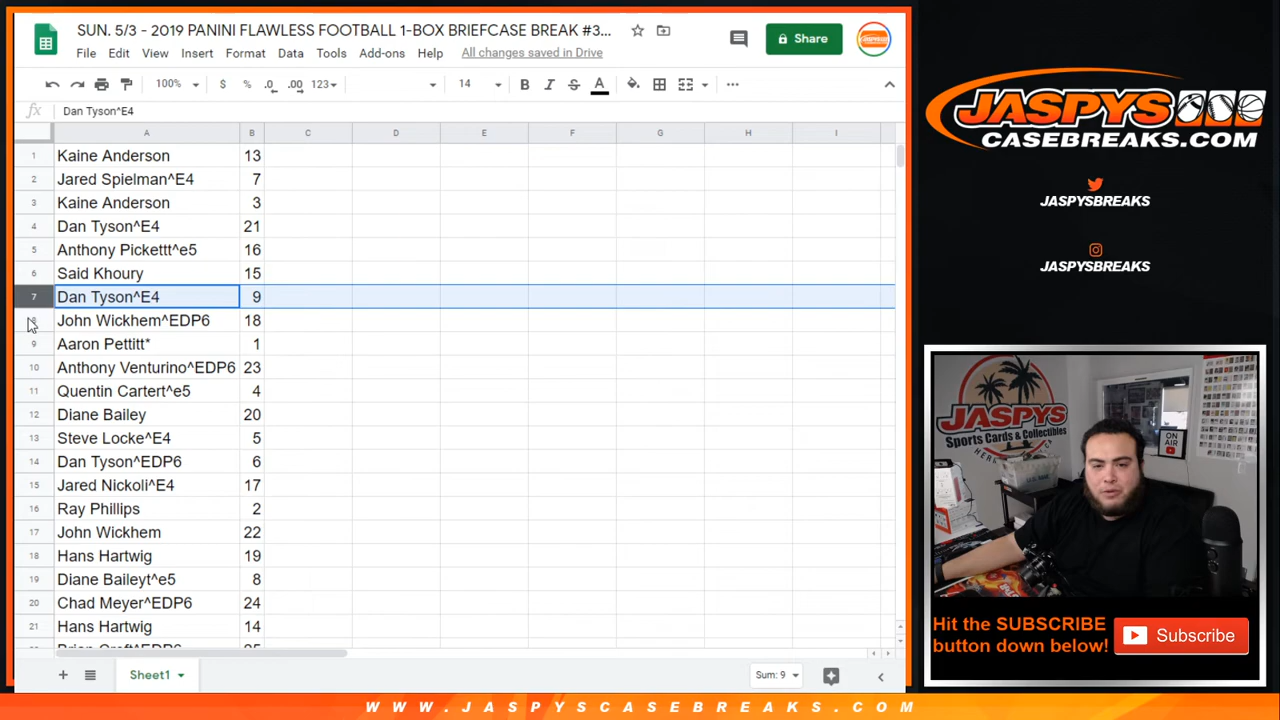 SUN. 5/3 - 2019 PANINI FLAWLESS FOOTBALL 1-BOX BRIEFCASE BREAK #3...
Share
File Edit View Insert Format Data Tools Add-ons Help All changes saved in Drive
100% $ % .0 .00 123 14 B I S A
fx Dan Tyson^E4
A B C D E F G H I
1 Kaine Anderson 13
2 Jared Spielman^E4 7
3 Kaine Anderson 3
4 Dan Tyson^E4 21
5 Anthony Pickettt^e5 16
6 Said Khoury 15
7 Dan Tyson^E4 9
8 John Wickhem^EDP6 18
9 Aaron Pettitt* 1
10 Anthony Venturino^EDP6 23
11 Quentin Cartert^e5 4
12 Diane Bailey 20
13 Steve Locke^E4 5
14 Dan Tyson^EDP6 6
15 Jared Nickoli^E4 17
16 Ray Phillips 2
17 John Wickhem 22
18 Hans Hartwig 19
19 Diane Baileyt^e5 8
20 Chad Meyer^EDP6 24
21 Hans Hartwig 14
Sheet1
Sum: 9
JASPYS
CASEBREAKS.COM
JASPYSBREAKS
JASPYSBREAKS
JASPYS
Sports Cards & Collectibles
ON AIR
Hit the SUBSCRIBE
button down below!
Subscribe
WWW.JASPYSCASEBREAKS.COM